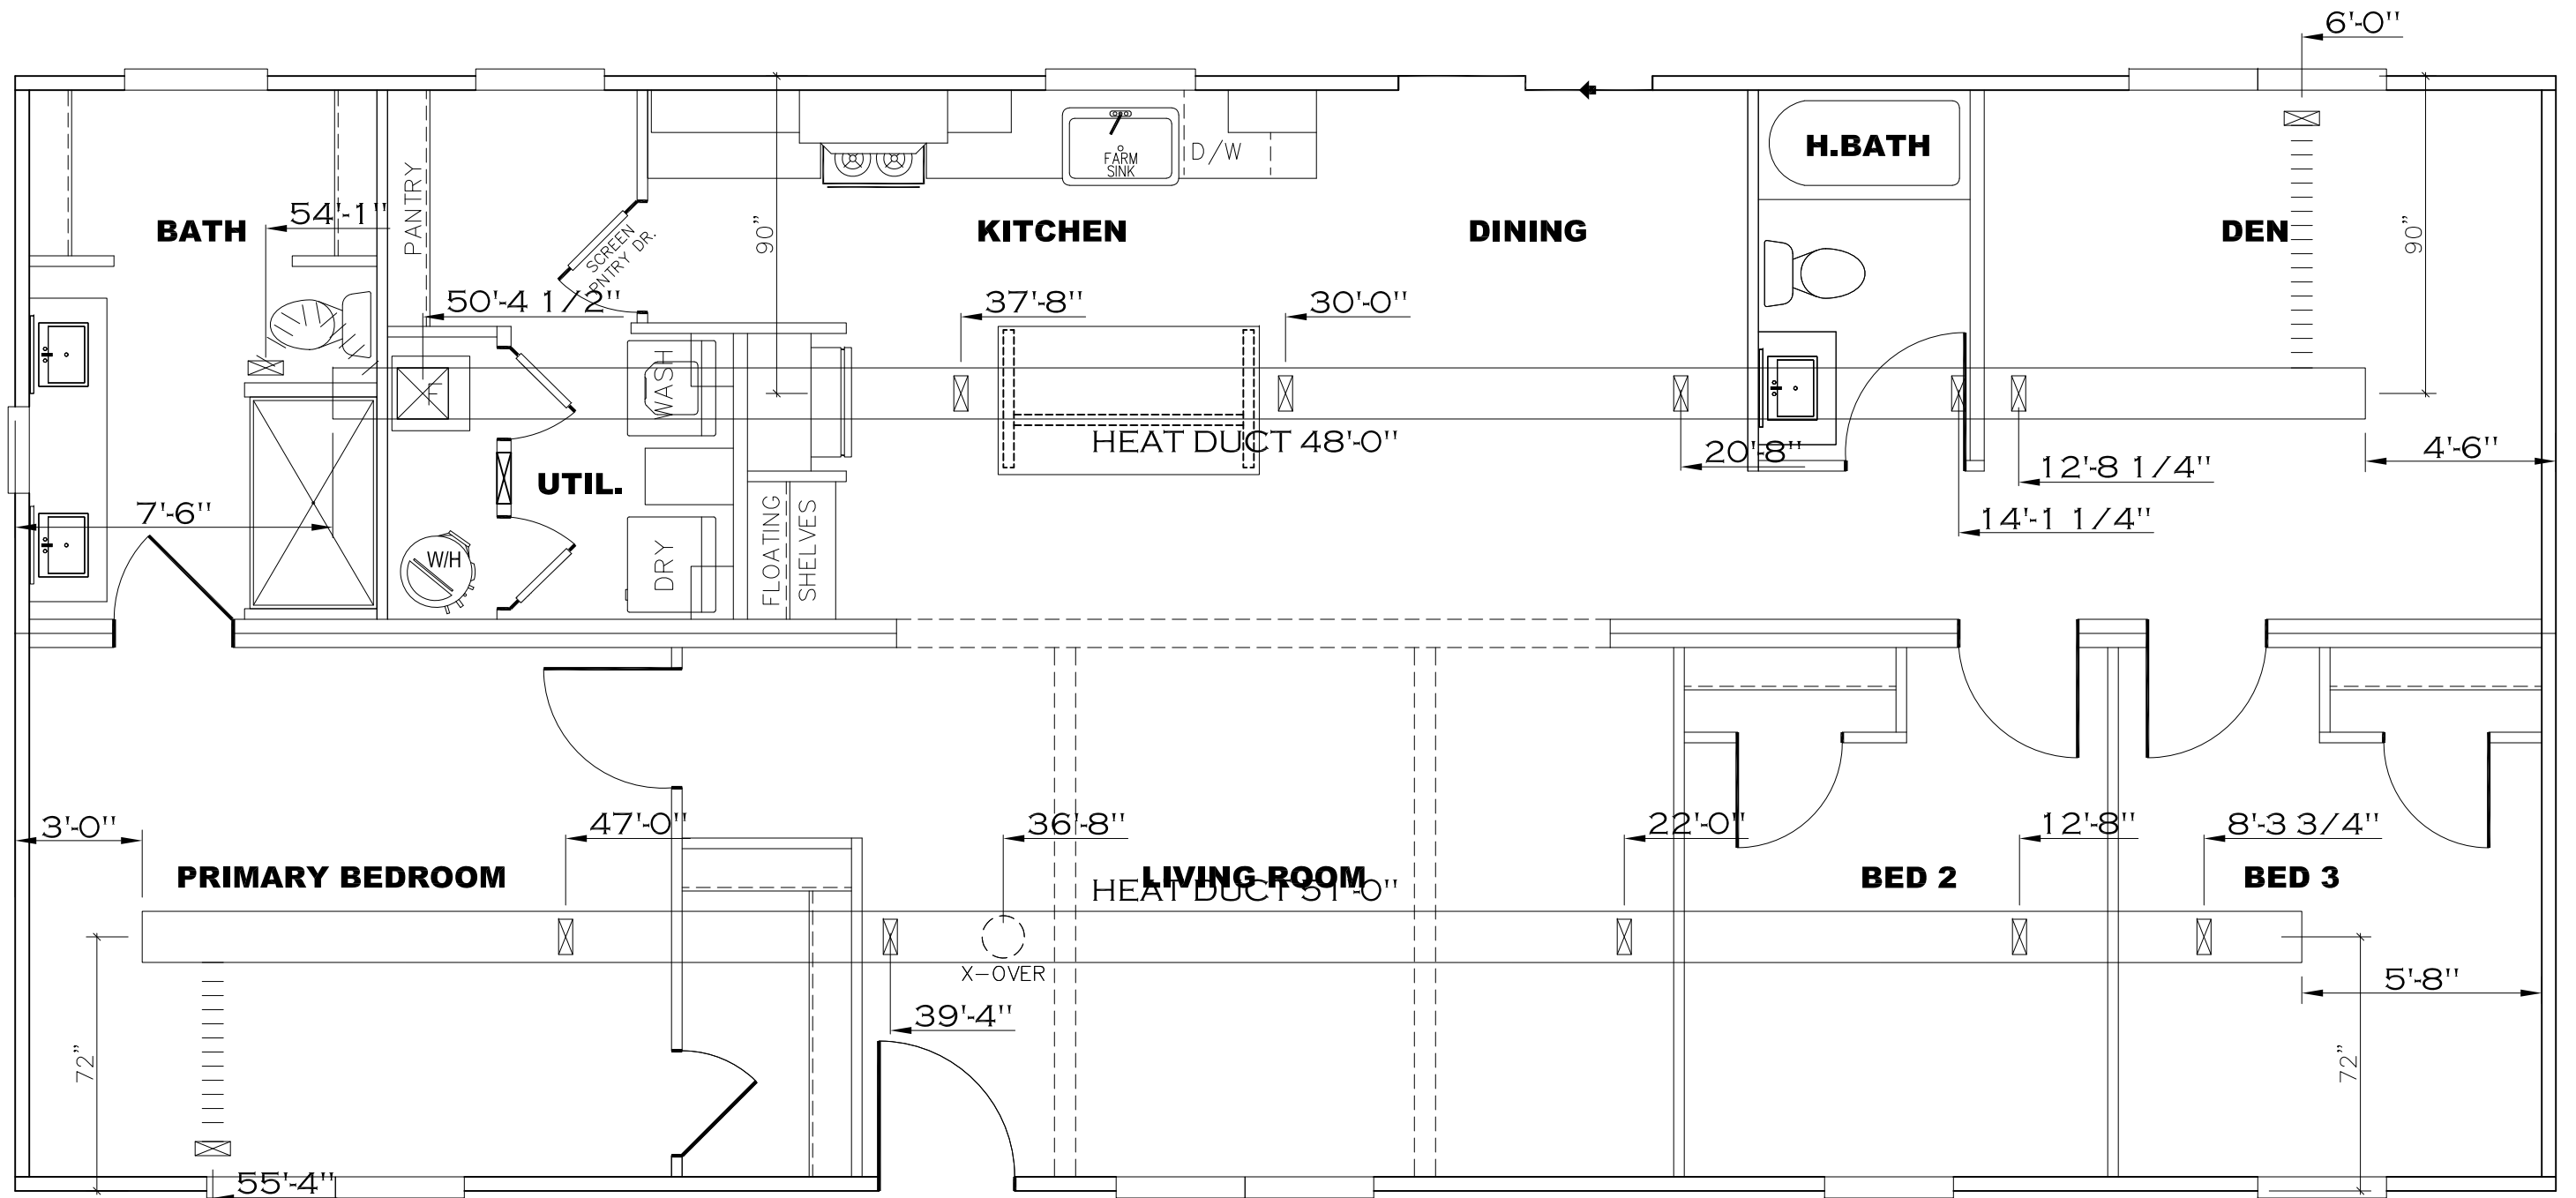 6'-0"
H.BATH
FARM
SINK
D/W
PANTRY
54'-1"
BATH
KITCHEN
DINING
DEN
90"
90"
SCREEN
PNTRY DR.
50'-4 1/2"
37'-8"
30'-0"
WASH
F
HEAT DUCT 48'-0"
20'-8"
12'-8 1/4"
4'-6"
UTIL.
7'-6"
14'-1 1/4"
W/H
DRY
FLOATING
SHELVES
3'-0"
47'-0"
36'-8"
22'-0"
12'-8"
8'-3 3/4"
PRIMARY BEDROOM
LIVING ROOM
BED 2
BED 3
HEAT DUCT 51'-0"
X-OVER
5'-8"
39'-4"
72"
72"
55'-4"